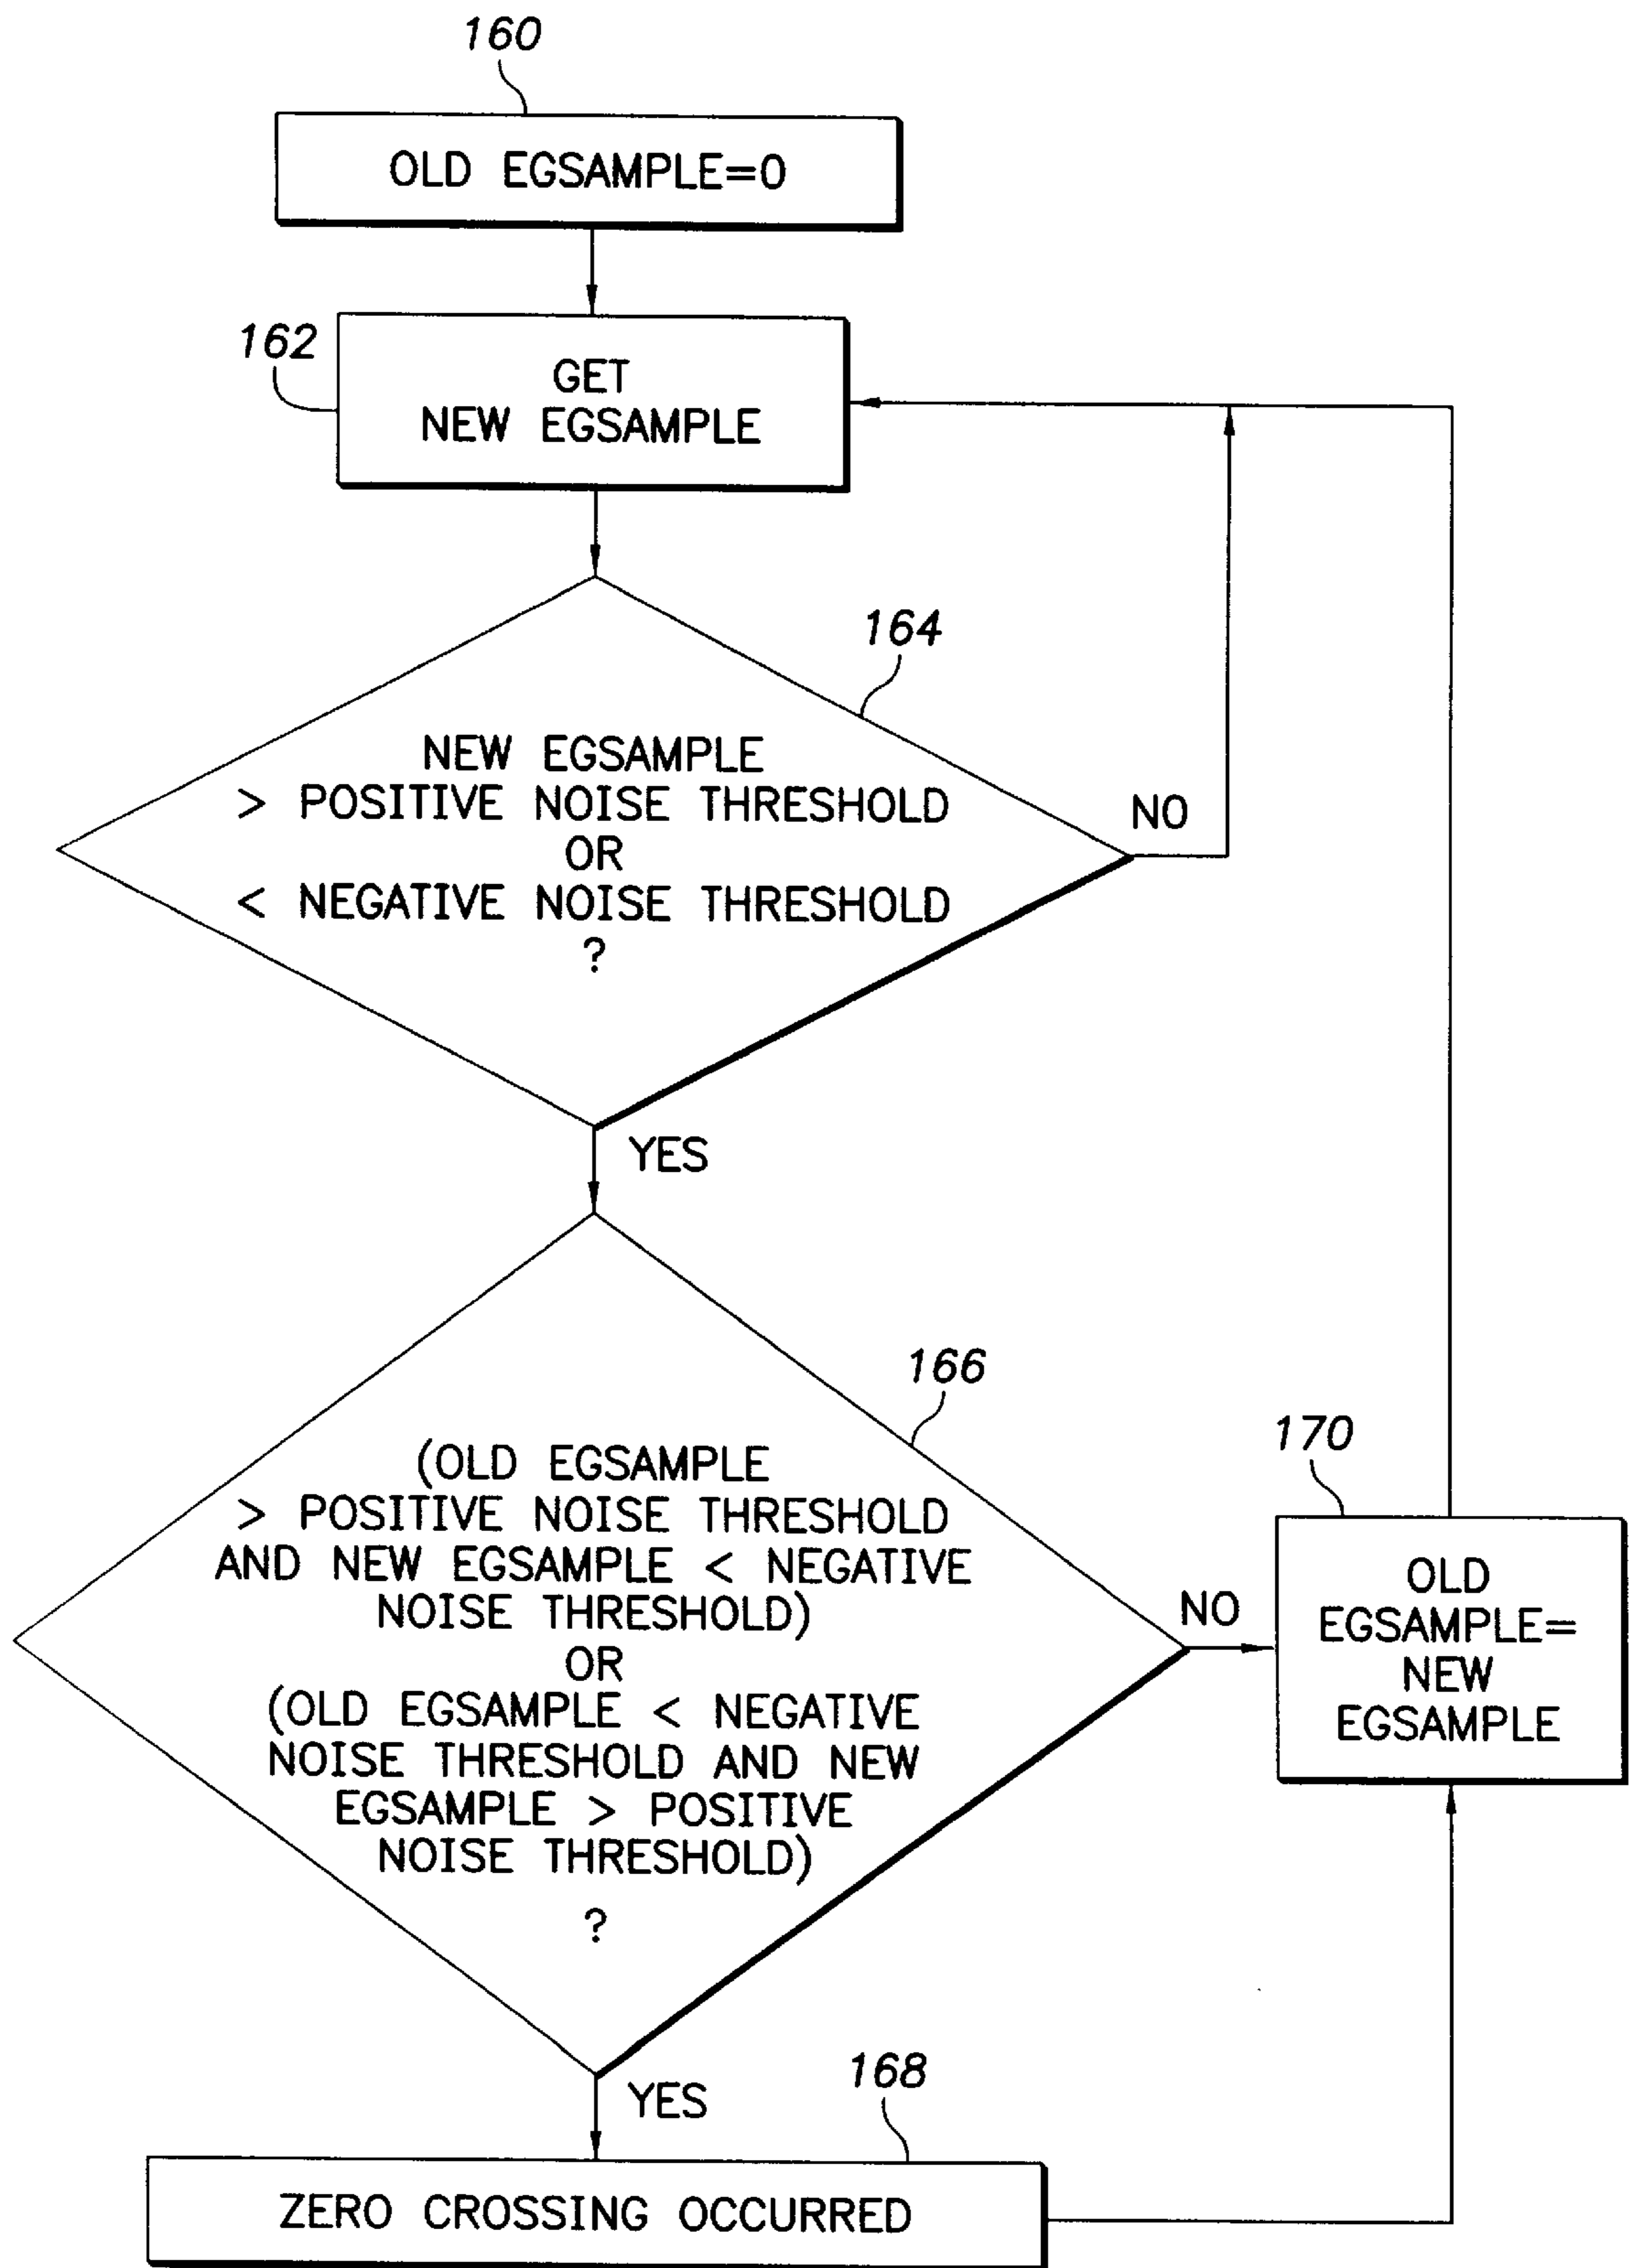 160
OLD EGSAMPLE=0
162
GET
NEW EGSAMPLE
164
NEW EGSAMPLE
> POSITIVE NOISE THRESHOLD
OR
< NEGATIVE NOISE THRESHOLD
?
NO
YES
166
(OLD EGSAMPLE
> POSITIVE NOISE THRESHOLD
AND NEW EGSAMPLE < NEGATIVE
NOISE THRESHOLD)
OR
(OLD EGSAMPLE < NEGATIVE
NOISE THRESHOLD AND NEW
EGSAMPLE > POSITIVE
NOISE THRESHOLD)
?
NO
170
OLD
EGSAMPLE=
NEW
EGSAMPLE
YES
168
ZERO CROSSING OCCURRED